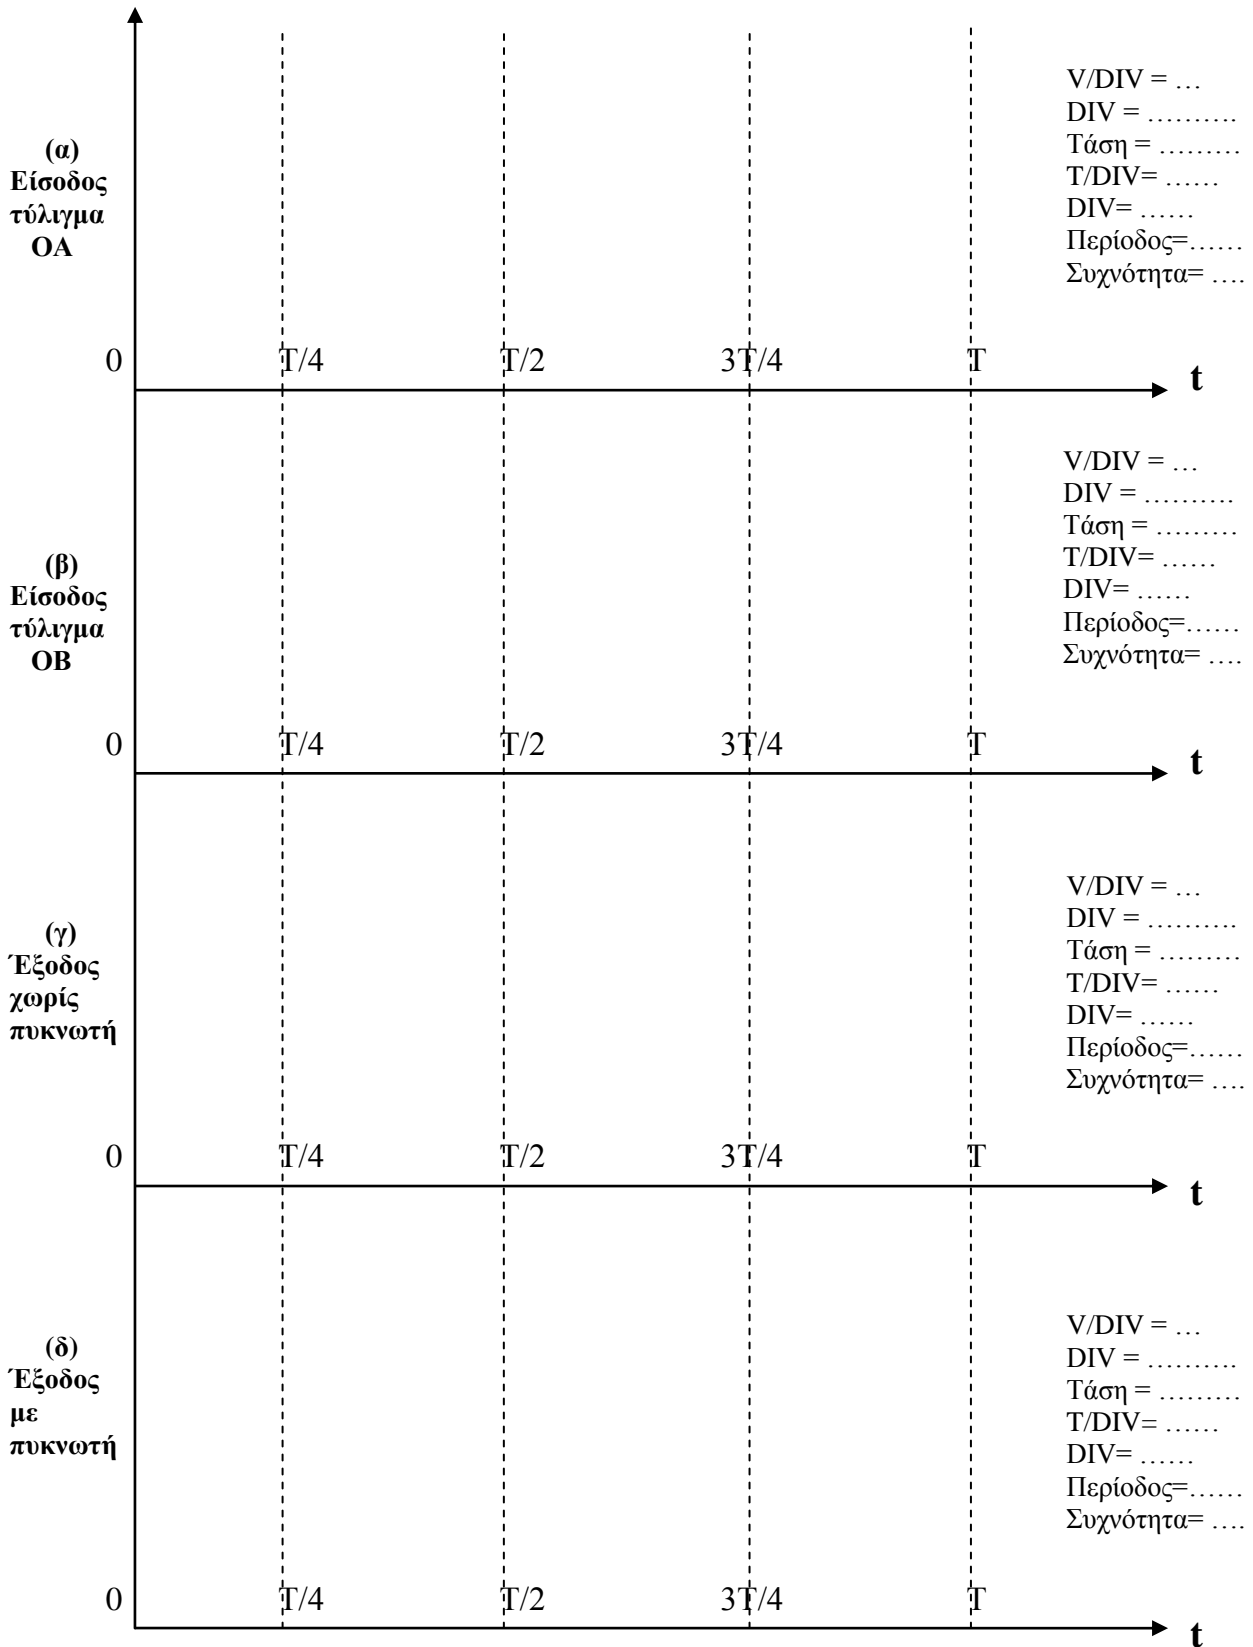 (α)
Είσοδος
τύλιγμα
ΟΑ
V/DIV = …
DIV = ……….
Τάση = ………
T/DIV= ……
DIV= ……
Περίοδος=……
Συχνότητα= ….
0 T/4 T/2 3T/4 T t
(β)
Είσοδος
τύλιγμα
ΟΒ
V/DIV = …
DIV = ……….
Τάση = ………
T/DIV= ……
DIV= ……
Περίοδος=……
Συχνότητα= ….
0 T/4 T/2 3T/4 T t
(γ)
Έξοδος
χωρίς
πυκνωτή
V/DIV = …
DIV = ……….
Τάση = ………
T/DIV= ……
DIV= ……
Περίοδος=……
Συχνότητα= ….
0 T/4 T/2 3T/4 T t
(δ)
Έξοδος
με
πυκνωτή
V/DIV = …
DIV = ……….
Τάση = ………
T/DIV= ……
DIV= ……
Περίοδος=……
Συχνότητα= ….
0 T/4 T/2 3T/4 T t